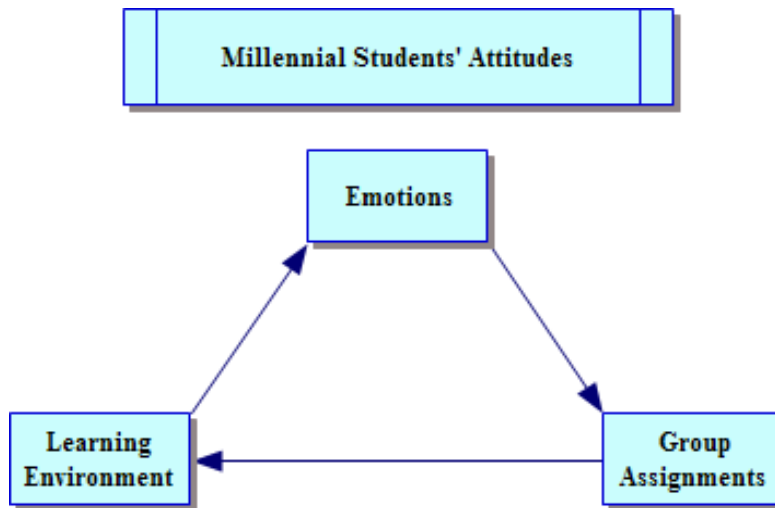 Millennial Students' Attitudes
Emotions
Learning
Environment
Group
Assignments